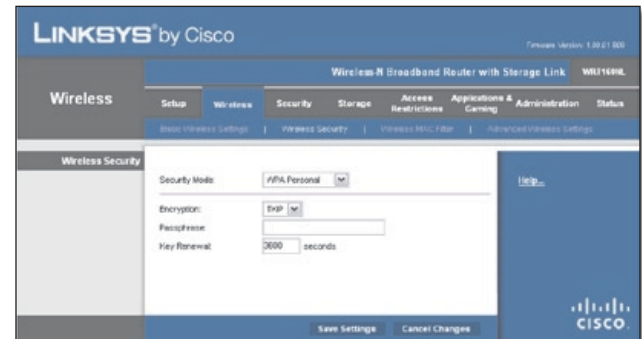 LINKSYS® by Cisco
Firmware Version: 1.00.01 B00
Wireless-N Broadband Router with Storage Link WRT160NL
Wireless
Setup Wireless Security Storage Access Restrictions Applications & Gaming Administration Status
Basic Wireless Settings | Wireless Security | Wireless MAC Filter | Advanced Wireless Settings
Wireless Security
Security Mode: WPA Personal
Help...
Encryption: TKIP
Passphrase:
Key Renewal: 3600 seconds
Save Settings Cancel Changes
CISCO